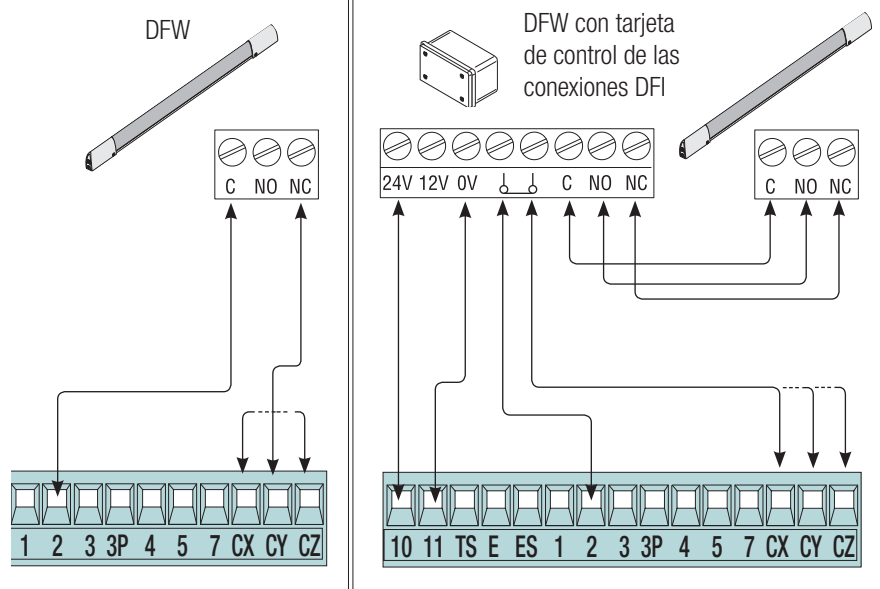 DFW
C NO NC
1 2 3 3P 4 5 7 CX CY CZ
DFW con tarjeta
de control de las
conexiones DFI
24V 12V 0V C NO NC
C NO NC
10 11 TS E ES 1 2 3 3P 4 5 7 CX CY CZ